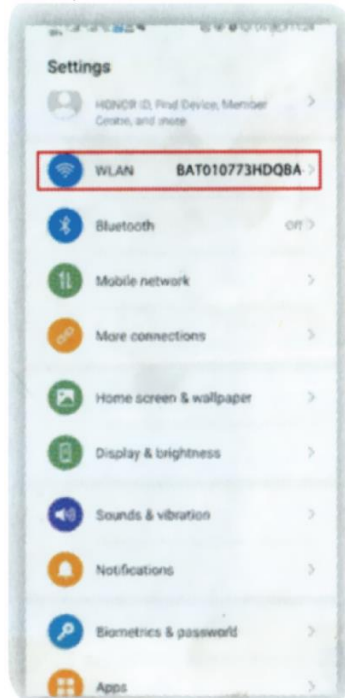 Settings
HONOR ID, Find Device, Member
Centre, and more
WLAN BAT010773HDQBA
Bluetooth Off
Mobile network
More connections
Home screen & wallpaper
Display & brightness
Sounds & vibration
Notifications
Biometrics & password
Apps